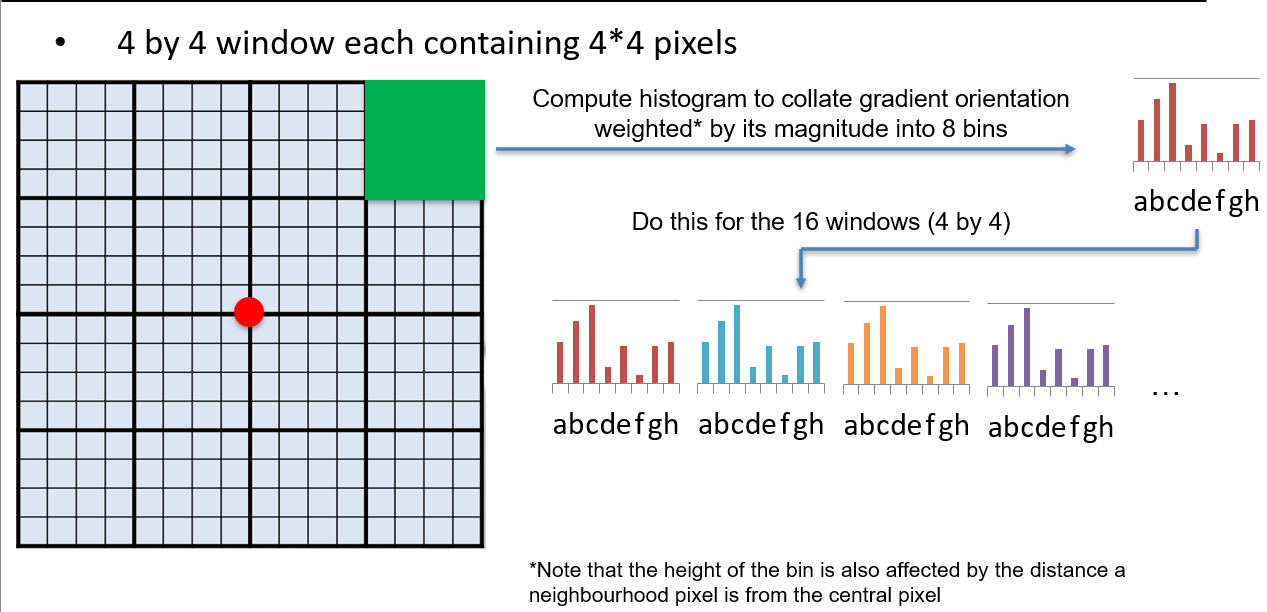 • 4 by 4 window each containing 4*4 pixels
Compute histogram to collate gradient orientation
weighted* by its magnitude into 8 bins
abcdefgh
Do this for the 16 windows (4 by 4)
abcdefgh abcdefgh abcdefgh abcdefgh
...
*Note that the height of the bin is also affected by the distance a
neighbourhood pixel is from the central pixel